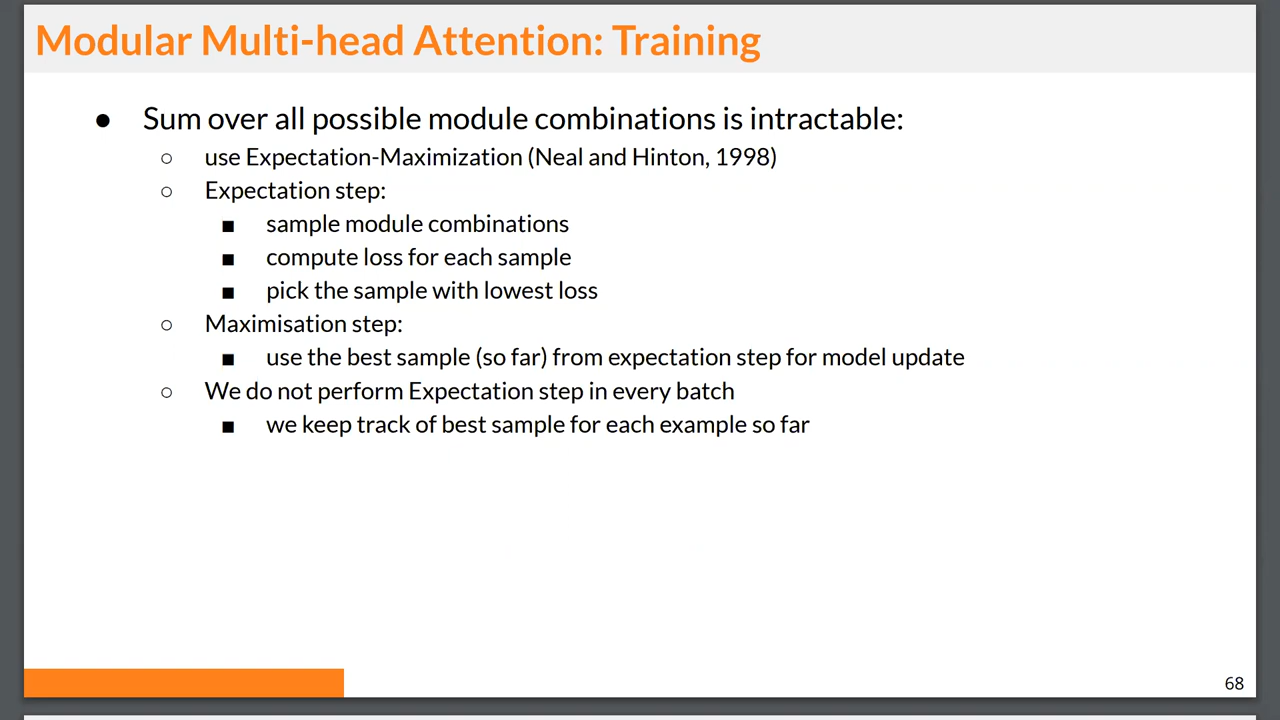 Modular Multi-head Attention: Training
● Sum over all possible module combinations is intractable:
○ use Expectation-Maximization (Neal and Hinton, 1998)
○ Expectation step:
■ sample module combinations
■ compute loss for each sample
■ pick the sample with lowest loss
○ Maximisation step:
■ use the best sample (so far) from expectation step for model update
○ We do not perform Expectation step in every batch
■ we keep track of best sample for each example so far
68